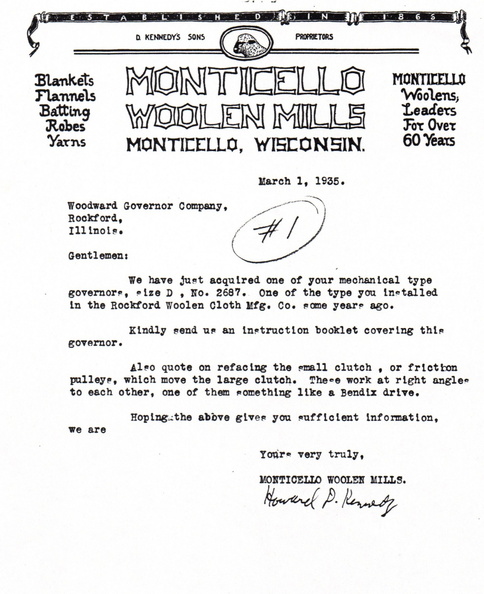 ESTABLISHED IN 1865
D. KENNEDY'S SONS PROPRIETORS
Blankets
Flannels
Batting
Robes
Yarns
MONTICELLO
WOOLEN MILLS
MONTICELLO, WISCONSIN.
MONTICELLO
Woolens,
Leaders
For Over
60 Years
March 1, 1935.
Woodward Governor Company,
Rockford,
Illinois.
#1
Gentlemen:
We have just acquired one of your mechanical type
governors, size D , No. 2687. One of the type you installed
in the Rockford Woolen Cloth Mfg. Co. some years ago.
Kindly send us an instruction booklet covering this
governor.
Also quote on refacing the small clutch , or friction
pulleys, which move the large clutch. These work at right angles
to each other, one of them something like a Bendix drive.
Hoping the above gives you sufficient information,
we are
Yours very truly,
MONTICELLO WOOLEN MILLS.
Howard D. Kennedy